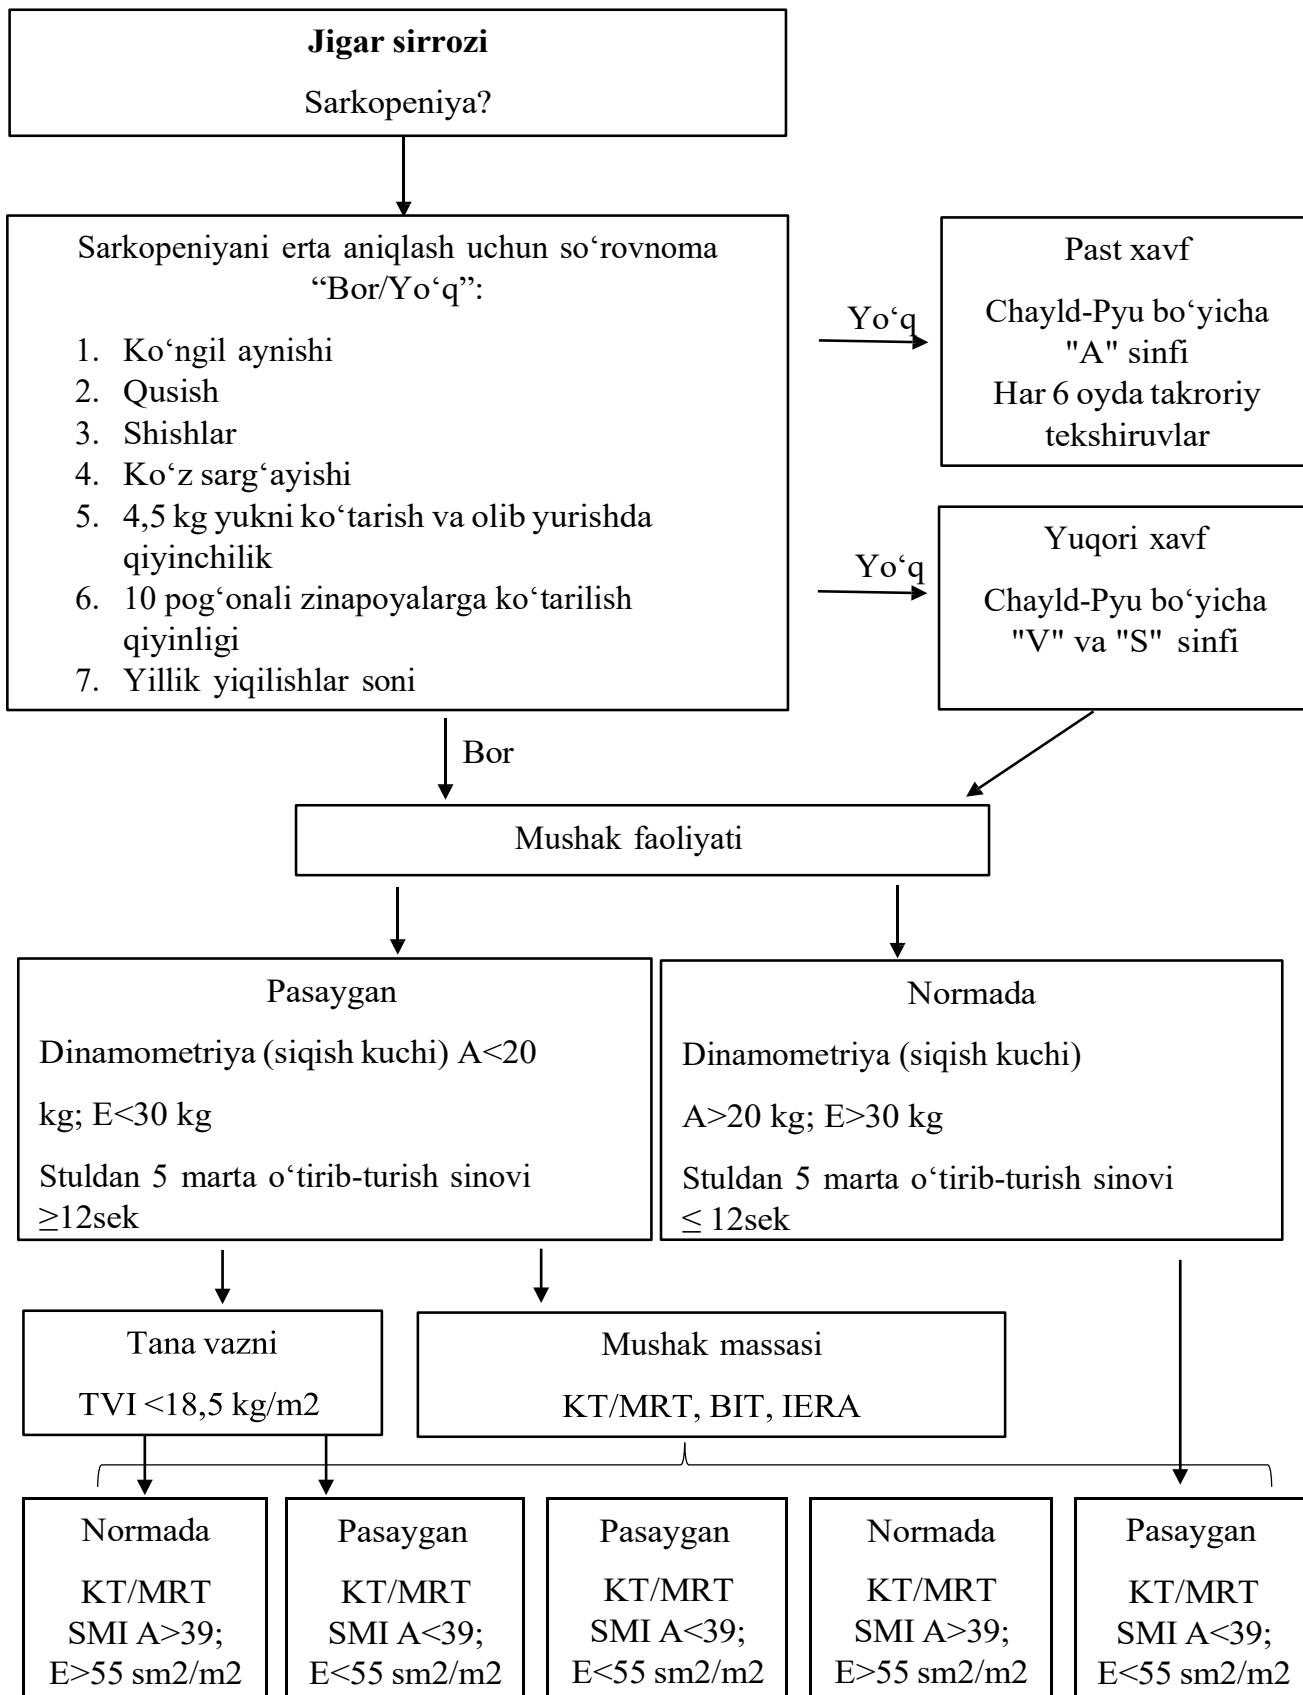 Jigar sirrozi
Sarkopeniya?
Sarkopeniyani erta aniqlash uchun so‘rovnoma
“Bor/Yo‘q”:
1. Ko‘ngil aynishi
2. Qusish
3. Shishlar
4. Ko‘z sarg‘ayishi
5. 4,5 kg yukni ko‘tarish va olib yurishda
qiyinchilik
6. 10 pog‘onali zinapoyalarga ko‘tarilish
qiyinligi
7. Yillik yiqilishlar soni
Yo‘q
Past xavf
Chayld-Pyu bo‘yicha
"A" sinfi
Har 6 oyda takroriy
tekshiruvlar
Yo‘q
Yuqori xavf
Chayld-Pyu bo‘yicha
"V" va "S" sinfi
Bor
Mushak faoliyati
Pasaygan
Dinamometriya (siqish kuchi) A<20
kg; E<30 kg
Stuldan 5 marta o‘tirib-turish sinovi
≥12sek
Normada
Dinamometriya (siqish kuchi)
A>20 kg; E>30 kg
Stuldan 5 marta o‘tirib-turish sinovi
≤ 12sek
Tana vazni
TVI <18,5 kg/m2
Mushak massasi
KT/MRT, BIT, IERA
Normada
KT/MRT
SMI A>39;
E>55 sm2/m2
Pasaygan
KT/MRT
SMI A<39;
E<55 sm2/m2
Pasaygan
KT/MRT
SMI A<39;
E<55 sm2/m2
Normada
KT/MRT
SMI A>39;
E>55 sm2/m2
Pasaygan
KT/MRT
SMI A<39;
E<55 sm2/m2